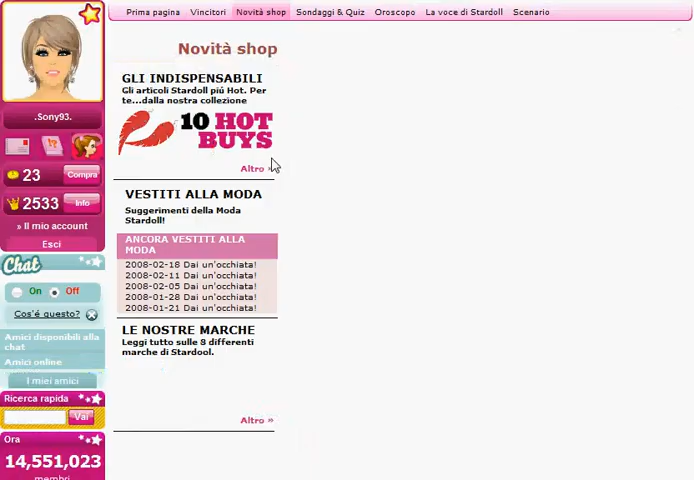 Prima pagina Vincitori Novità shop Sondaggi & Quiz Oroscopo La voce di Stardoll Scenario
.Sony93.
23 Compra
2533 Info
» Il mio account
Esci
Chat
On Off
Cos'é questo?
Amici disponibili alla
chat
Amici online
I miei amici
Ricerca rapida
Vai
Ora
14,551,023
membri
Novità shop
GLI INDISPENSABILI
Gli articoli Stardoll piú Hot. Per
te...dalla nostra collezione
10 HOT
BUYS
Altro »
VESTITI ALLA MODA
Suggerimenti della Moda
Stardoll!
ANCORA VESTITI ALLA
MODA
2008-02-18 Dai un'occhiata!
2008-02-11 Dai un'occhiata!
2008-02-05 Dai un'occhiata!
2008-01-28 Dai un'occhiata!
2008-01-21 Dai un'occhiata!
LE NOSTRE MARCHE
Leggi tutto sulle 8 differenti
marche di Stardool.
Altro »